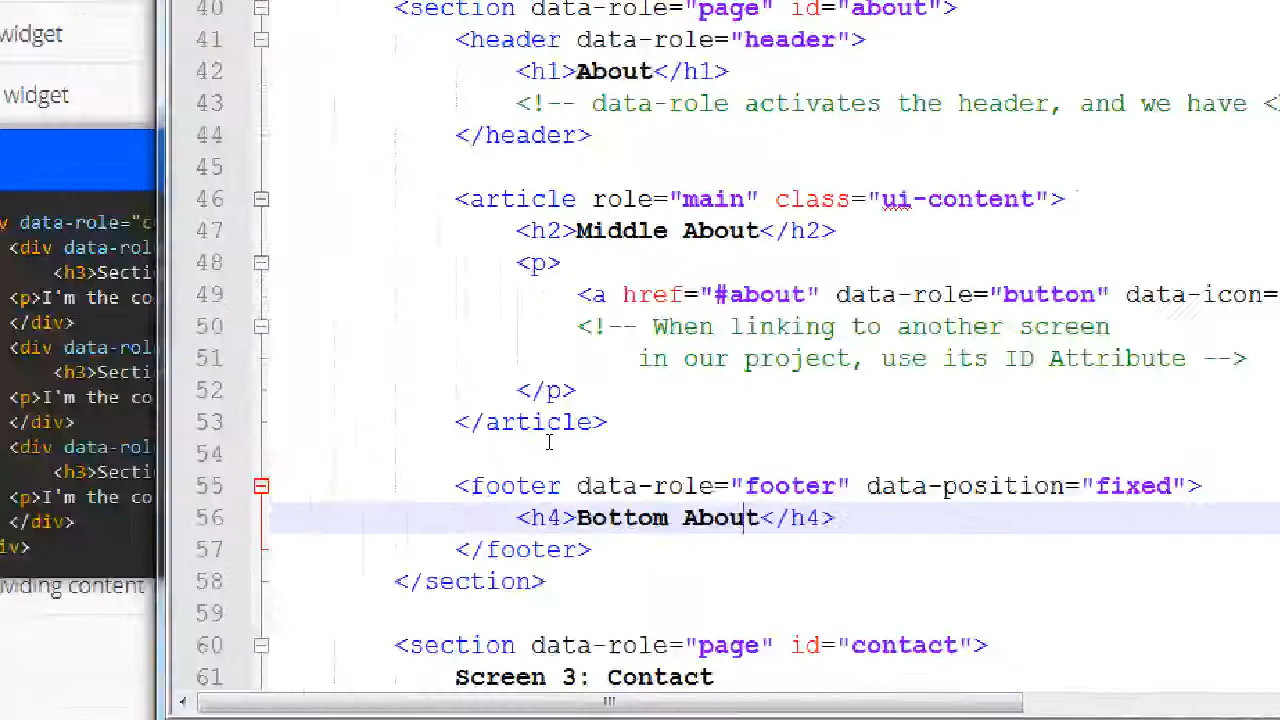 widget
widget
v data-role="c
<div data-rol
<h3>Secti
<p>I'm the co
</div>
<div data-rol
<h3>Secti
<p>I'm the co
</div>
<div data-rol
<h3>Secti
<p>I'm the co
</div>
iv>
viding content
40 <section data-role="page" id="about">
41 <header data-role="header">
42 <h1>About</h1>
43 <!-- data-role activates the header, and we have <
44 </header>
45
46 <article role="main" class="ui-content">
47 <h2>Middle About</h2>
48 <p>
49 <a href="#about" data-role="button" data-icon=
50 <!-- When linking to another screen
51 in our project, use its ID Attribute -->
52 </p>
53 </article>
54
55 <footer data-role="footer" data-position="fixed">
56 <h4>Bottom About</h4>
57 </footer>
58 </section>
59
60 <section data-role="page" id="contact">
61 Screen 3: Contact